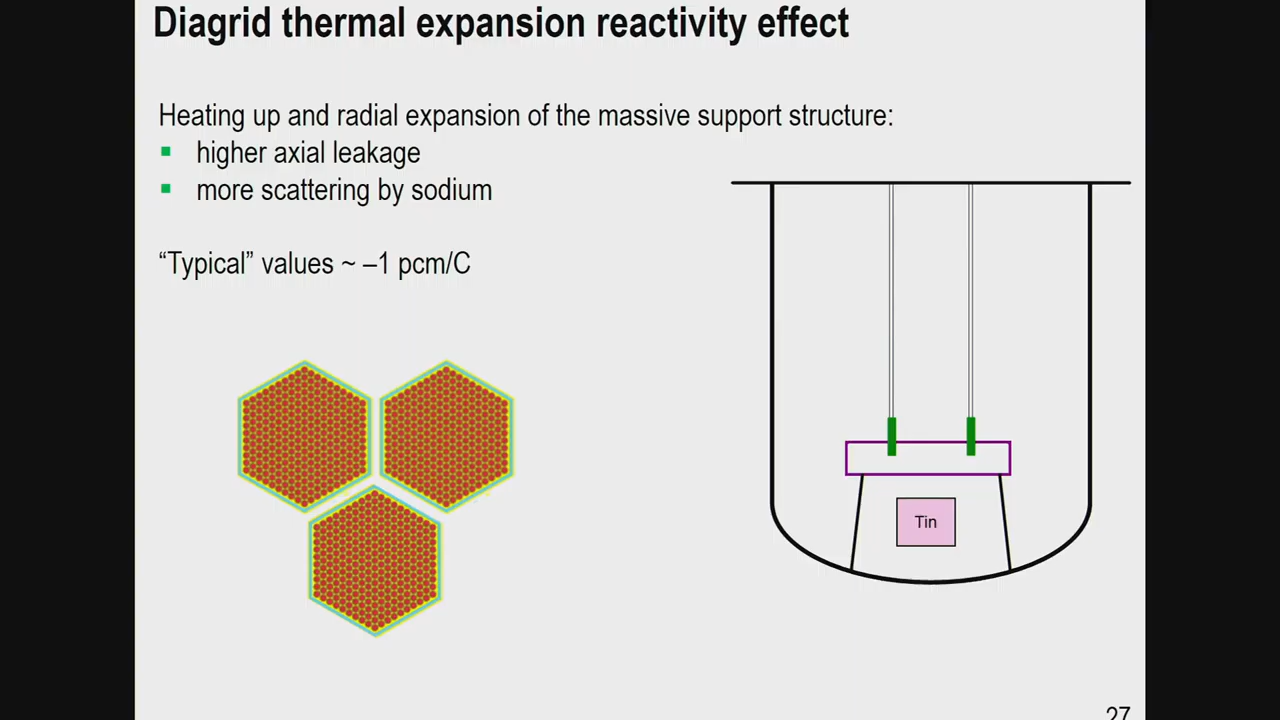 Diagrid thermal expansion reactivity effect
Heating up and radial expansion of the massive support structure:
higher axial leakage
more scattering by sodium
“Typical” values ~ –1 pcm/C
Tin
27